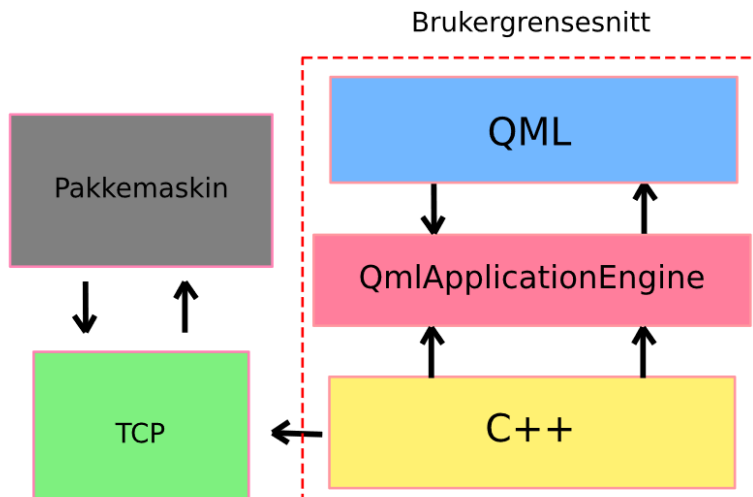 Brukergrensesnitt
QML
Pakkemaskin
QmlApplicationEngine
TCP
C++